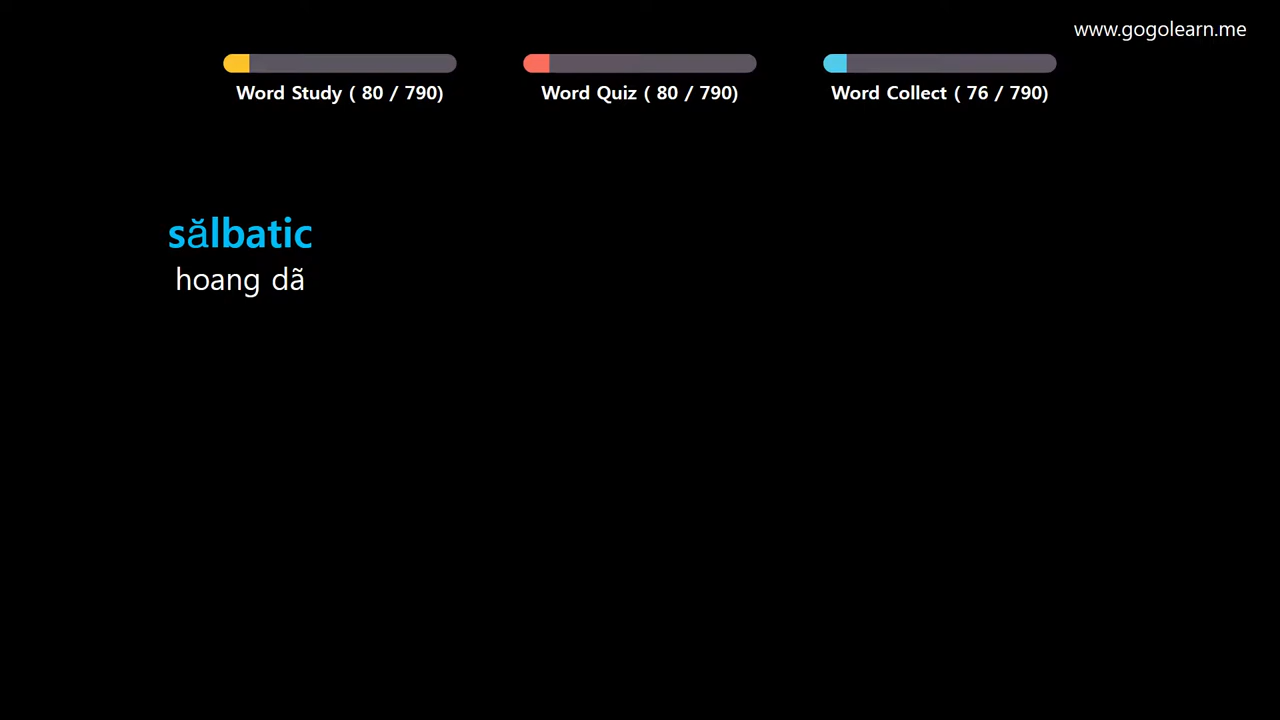 www.gogolearn.me
Word Study ( 80 / 790)
Word Quiz ( 80 / 790)
Word Collect ( 76 / 790)
sălbatic
hoang dã